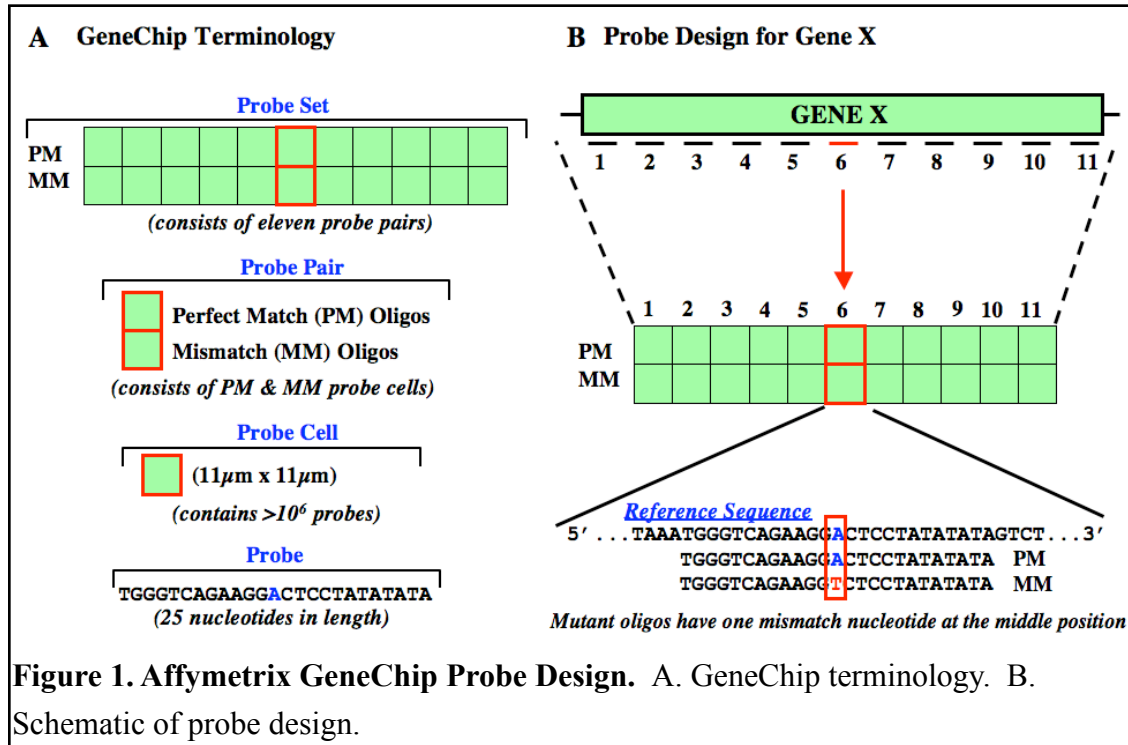 A GeneChip Terminology
Probe Set
PM
MM
(consists of eleven probe pairs)
Probe Pair
Perfect Match (PM) Oligos
Mismatch (MM) Oligos
(consists of PM & MM probe cells)
Probe Cell
(11µm x 11µm)
(contains >10⁶ probes)
Probe
TGGGTCAGAAGGACTCCTATATATA
(25 nucleotides in length)
B Probe Design for Gene X
GENE X
1 2 3 4 5 6 7 8 9 10 11
1 2 3 4 5 6 7 8 9 10 11
PM
MM
Reference Sequence
5′ ...TAAATGGGTCAGAAGGACTCCTATATATAGTCT...3′
TGGGTCAGAAGGACTCCTATATATA PM
TGGGTCAGAAGGTCTCCTATATATA MM
Mutant oligos have one mismatch nucleotide at the middle position
Figure 1. Affymetrix GeneChip Probe Design. A. GeneChip terminology. B.
Schematic of probe design.